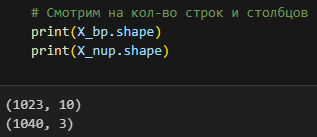 # Смотрим на кол-во строк и столбцов
print(X_bp.shape)
print(X_nup.shape)
(1023, 10)
(1040, 3)